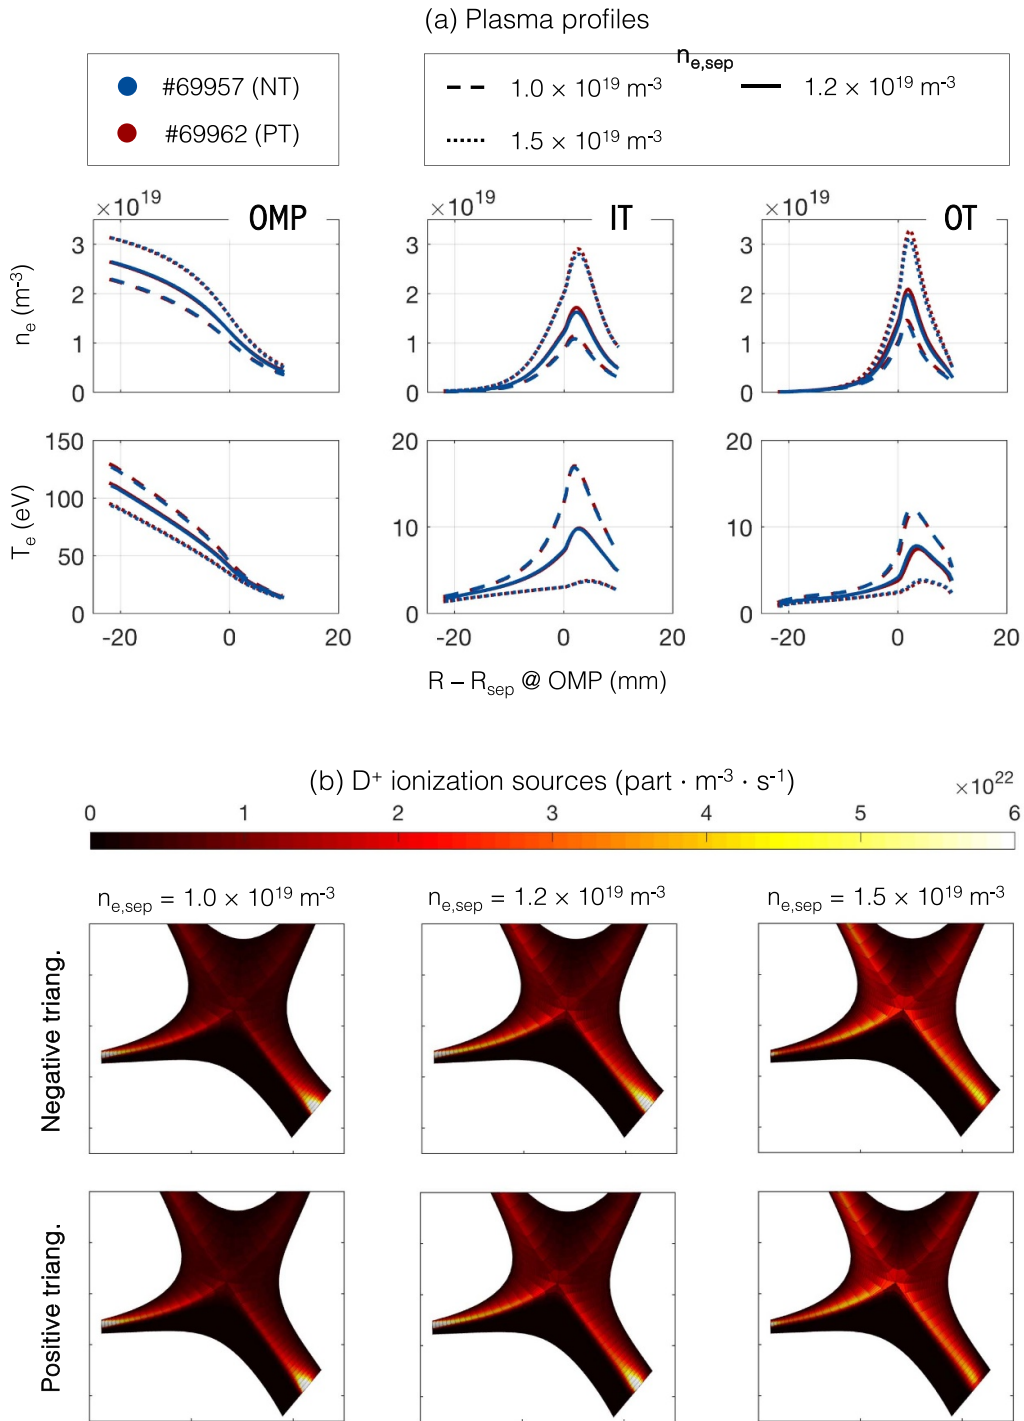 (a) Plasma profiles
#69957 (NT)
#69962 (PT)
n_e,sep
1.0 × 10^19 m^-3
1.2 × 10^19 m^-3
1.5 × 10^19 m^-3
×10^19 ×10^19 ×10^19
OMP IT OT
n_e (m^-3)
3 2 1 0
3 2 1 0
3 2 1 0
T_e (eV)
150 100 50 0
20 10 0
20 10 0
-20 0 20 -20 0 20 -20 0 20
R – R_sep @ OMP (mm)
(b) D^+ ionization sources (part · m^-3 · s^-1)
×10^22
0 1 2 3 4 5 6
n_e,sep = 1.0 × 10^19 m^-3 n_e,sep = 1.2 × 10^19 m^-3 n_e,sep = 1.5 × 10^19 m^-3
Negative triang.
Positive triang.